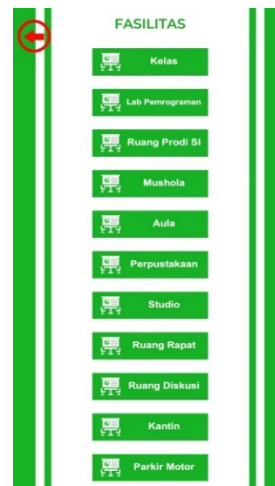 FASILITAS
Kelas
Lab Pemrograman
Ruang Prodi SI
Mushola
Aula
Perpustakaan
Studio
Ruang Rapat
Ruang Diskusi
Kantin
Parkir Motor